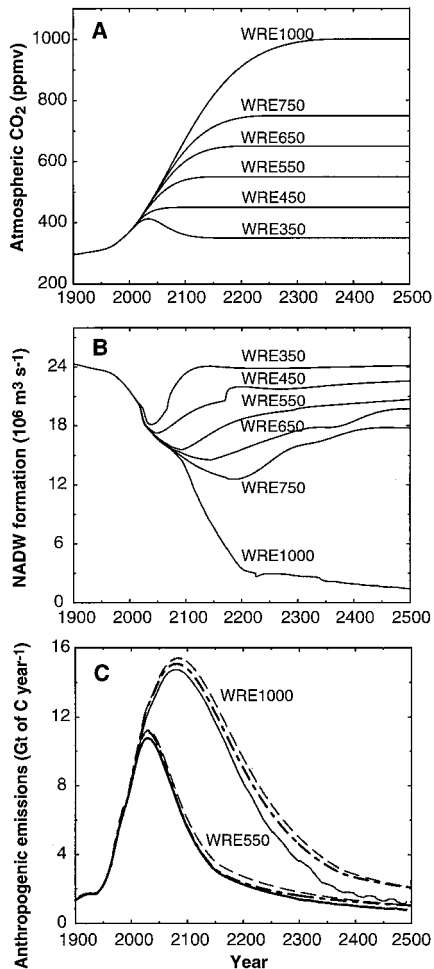 A
Atmospheric CO2 (ppmv)
1000
800
600
400
200
WRE1000
WRE750
WRE650
WRE550
WRE450
WRE350
1900 2000 2100 2200 2300 2400 2500
B
NADW formation (10⁶ m³ s⁻¹)
24
18
12
6
0
WRE350
WRE450
WRE550
WRE650
WRE750
WRE1000
1900 2000 2100 2200 2300 2400 2500
C
Anthropogenic emissions (Gt of C year⁻¹)
16
12
8
4
0
WRE1000
WRE550
1900 2000 2100 2200 2300 2400 2500
Year